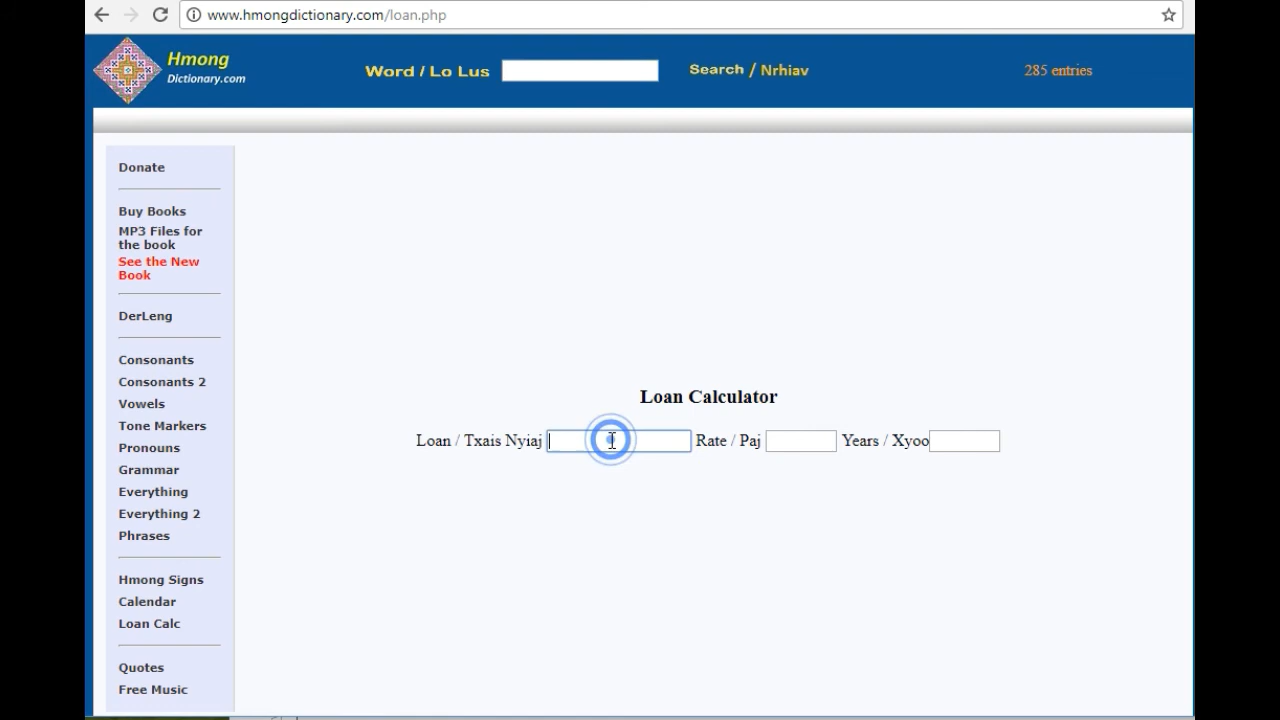 www.hmongdictionary.com/loan.php
Hmong
Dictionary.com
Word / Lo Lus
Search / Nrhiav
285 entries
Donate
Buy Books
MP3 Files for
the book
See the New
Book
DerLeng
Consonants
Consonants 2
Vowels
Tone Markers
Pronouns
Grammar
Everything
Everything 2
Phrases
Hmong Signs
Calendar
Loan Calc
Quotes
Free Music
Loan Calculator
Loan / Txais Nyiaj Rate / Paj Years / Xyoo